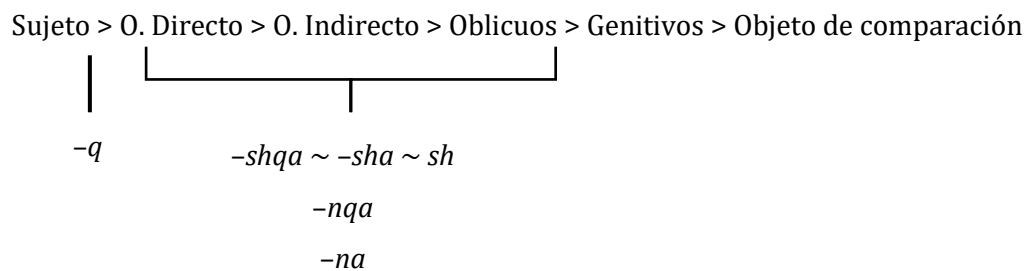 Sujeto > O. Directo > O. Indirecto > Oblicuos > Genitivos > Objeto de comparación
–q –shqa ~ –sha ~ sh
–nqa
–na